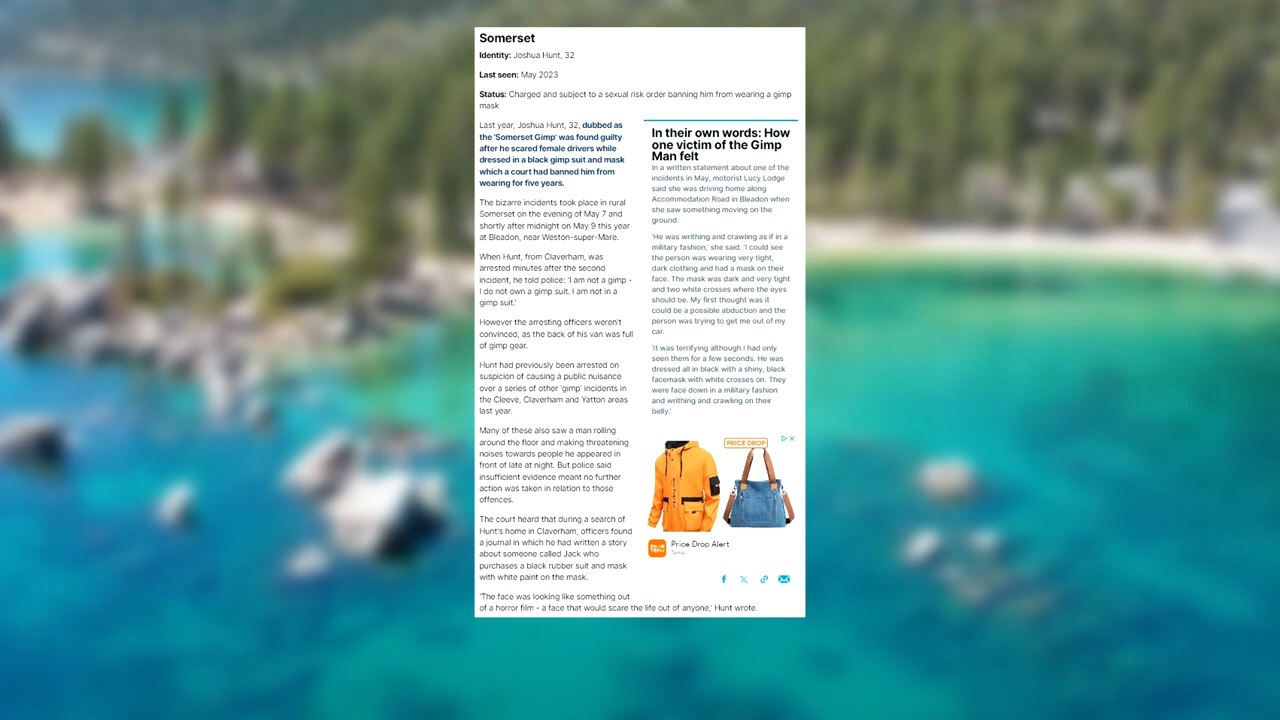 Somerset
Identity: Joshua Hunt, 32
Last seen: May 2023
Status: Charged and subject to a sexual risk order banning him from wearing a gimp
mask
Last year, Joshua Hunt, 32, dubbed as
the 'Somerset Gimp' was found guilty
after he scared female drivers while
dressed in a black gimp suit and mask
which a court had banned him from
wearing for five years.
The bizarre incidents took place in rural
Somerset on the evening of May 7 and
shortly after midnight on May 9 this year
at Bleadon, near Weston-super-Mare.
When Hunt, from Claverham, was
arrested minutes after the second
incident, he told police: 'I am not a gimp -
I do not own a gimp suit. I am not in a
gimp suit.'
However the arresting officers weren't
convinced, as the back of his van was full
of gimp gear.
Hunt had previously been arrested on
suspicion of causing a public nuisance
over a series of other 'gimp' incidents in
the Cleeve, Claverham and Yatton areas
last year.
Many of these also saw a man rolling
around the floor and making threatening
noises towards people he appeared in
front of late at night. But police said
insufficient evidence meant no further
action was taken in relation to those
offences.
The court heard that during a search of
Hunt's home in Claverham, officers found
a journal in which he had written a story
about someone called Jack who
purchases a black rubber suit and mask
with white paint on the mask.
'The face was looking like something out
of a horror film - a face that would scare the life out of anyone,' Hunt wrote.
In their own words: How
one victim of the Gimp
Man felt
In a written statement about one of the
incidents in May, motorist Lucy Lodge
said she was driving home along
Accommodation Road in Bleadon when
she saw something moving on the
ground.
'He was writhing and crawling as if in a
military fashion,' she said. 'I could see
the person was wearing very tight,
dark clothing and had a mask on their
face. The mask was dark and very tight
and two white crosses where the eyes
should be. My first thought was it
could be a possible abduction and the
person was trying to get me out of my
car.
'It was terrifying although I had only
seen them for a few seconds. He was
dressed all in black with a shiny, black
facemask with white crosses on. They
were face down in a military fashion
and writhing and crawling on their
belly.'
PRICE DROP
Price Drop Alert
Temu